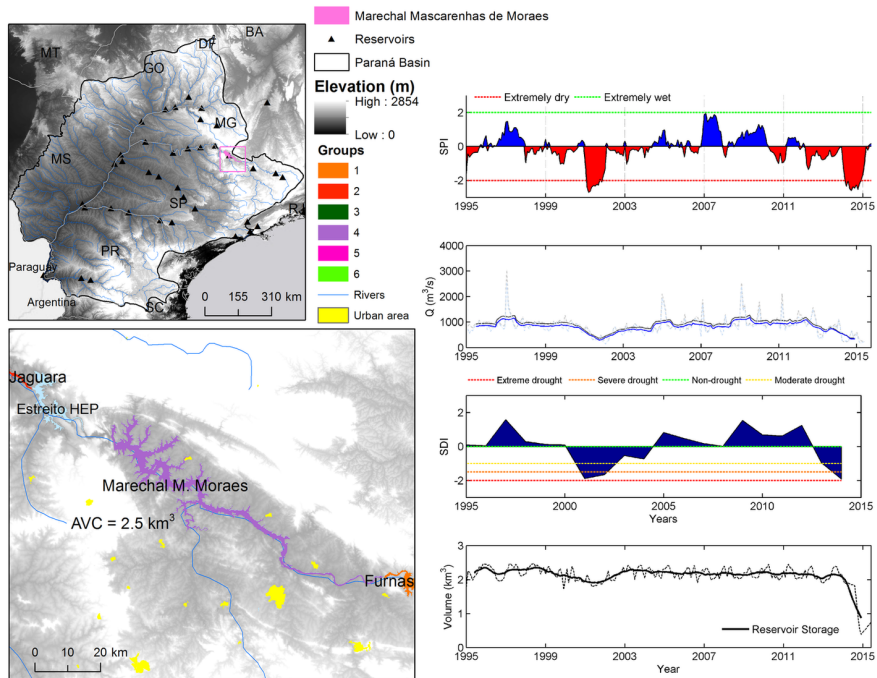 Marechal Mascarenhas de Moraes
Reservoirs
Paraná Basin
Elevation (m)
High : 2854
Low : 0
Groups
1
2
3
4
5
6
Rivers
Urban area
MT
DF
BA
GO
MG
MS
SP
RJ
PR
Paraguay
Argentina
SC
0 155 310 km
Jaguara
Estreito HEP
Marechal M. Moraes
AVC = 2.5 km³
Furnas
0 10 20 km
Extremely dry Extremely wet
SPI
2
0
-2
1995 1999 2003 2007 2011 2015
Q (m³/s)
4000
3000
2000
1000
0
1995 1999 2003 2007 2011 2015
Extreme drought Severe drought Non-drought Moderate drought
SDI
2
0
-2
1995 2000 2005 2010 2015
Years
Volume (km³)
3
2
1
0
Reservoir Storage
1995 1999 2003 2007 2011 2015
Year